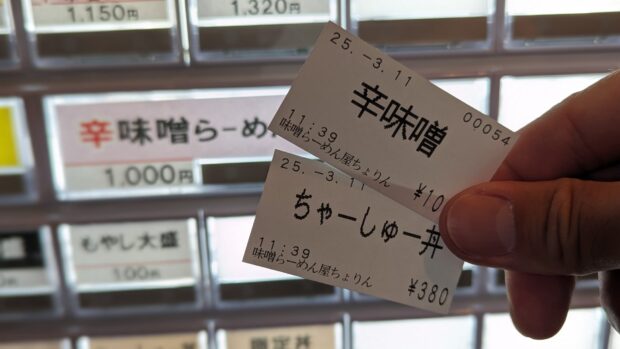 1,150円
1,320円
辛味噌らーめ
1,000円
もやし大盛
100円
限定丼
25.-3.11
辛味噌
00054
11:39
味噌らーめん屋ちょりん
¥10
25.-3.11
ちゃーしゅー丼
11:39
味噌らーめん屋ちょりん
¥380